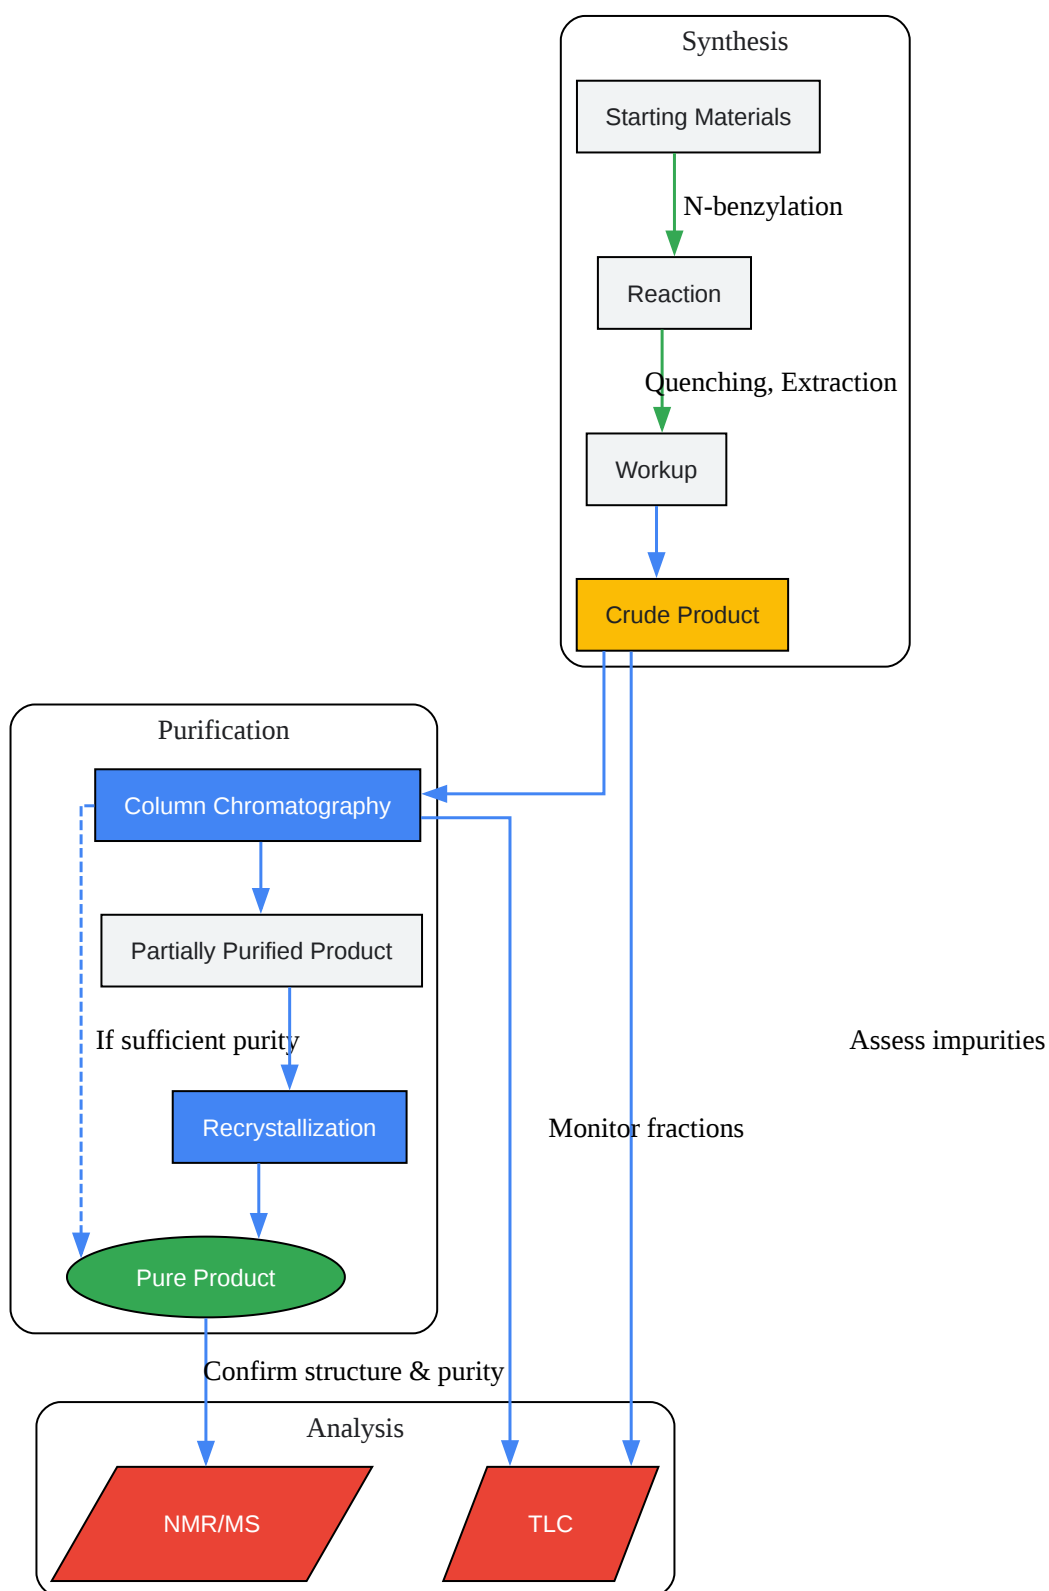 Synthesis
Starting Materials
N-benzylation
Reaction
Quenching, Extraction
Workup
Crude Product
Purification
Column Chromatography
Partially Purified Product
If sufficient purity
Assess impurities
Recrystallization
Monitor fractions
Pure Product
Confirm structure & purity
Analysis
NMR/MS
TLC